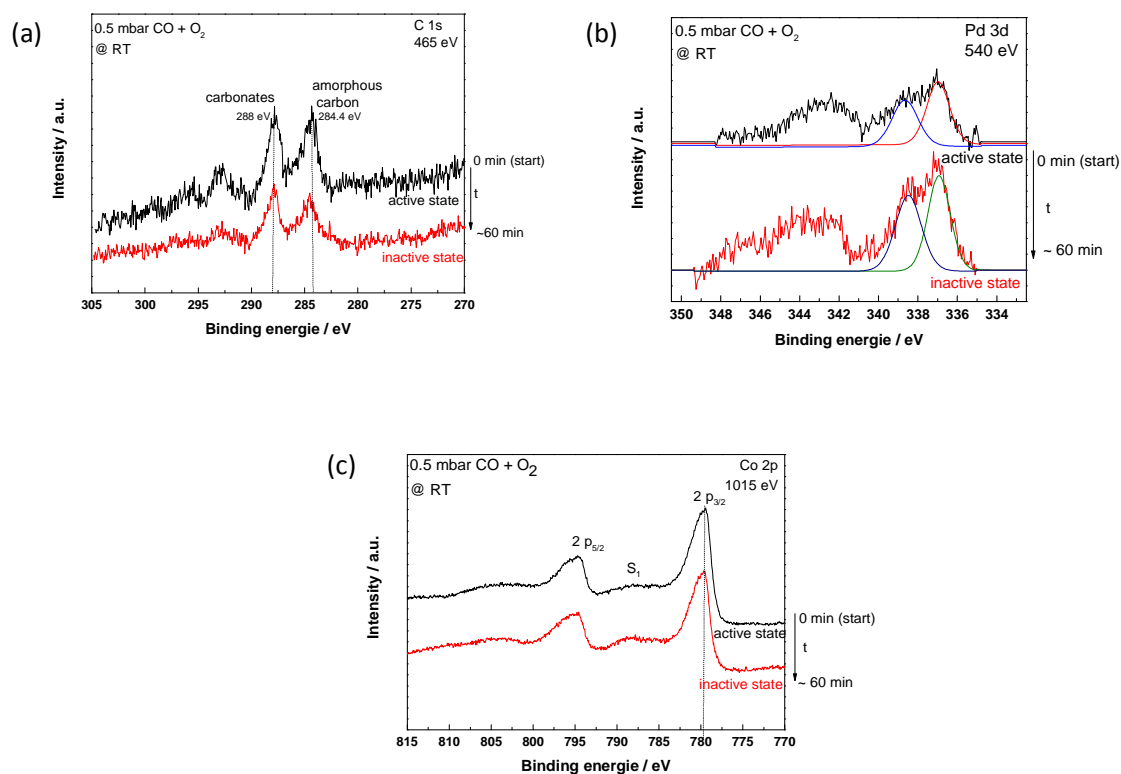 (a)
0.5 mbar CO + O2
@ RT
C 1s
465 eV
carbonates
288 eV
amorphous
carbon
284.4 eV
0 min (start)
active state
t
~60 min
inactive state
Intensity / a.u.
305 300 295 290 285 280 275 270
Binding energie / eV
(b)
0.5 mbar CO + O2
@ RT
Pd 3d
540 eV
active state
0 min (start)
t
~ 60 min
inactive state
Intensity / a.u.
350 348 346 344 342 340 338 336 334
Binding energie / eV
(c)
0.5 mbar CO + O2
@ RT
Co 2p
1015 eV
2 p3/2
2 p5/2
S1
0 min (start)
active state
t
~ 60 min
inactive state
Intensity / a.u.
815 800 795 780 785 780 770
Binding energie / eV